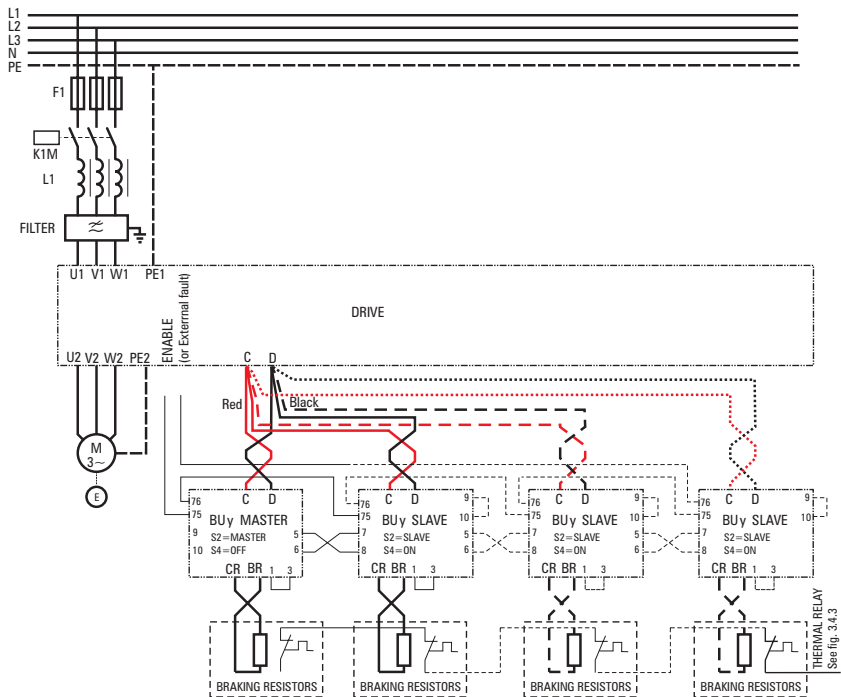 L1
L2
L3
N
PE
F1
K1M
L1
FILTER
U1 V1 W1 PE1
ENABLE
(or Exterrnal fault)
DRIVE
U2 V2 W2 PE2
C D
Red
Black
M
3~
E
76
75
C D
BUy MASTER
9
S2=MASTER
5
10
S4=OFF
6
CR BR 1 3
76
75
C D
9
10
BUy SLAVE
7
S2=SLAVE
5
8
S4=ON
6
CR BR 1 3
76
75
C D
9
10
BUy SLAVE
7
S2=SLAVE
5
8
S4=ON
6
CR BR 1 3
76
75
C D
9
10
BUy SLAVE
7
S2=SLAVE
8
S4=ON
CR BR 1 3
THERMAL RELAY
See fig. 3.4.3
BRAKING RESISTORS
BRAKING RESISTORS
BRAKING RESISTORS
BRAKING RESISTORS